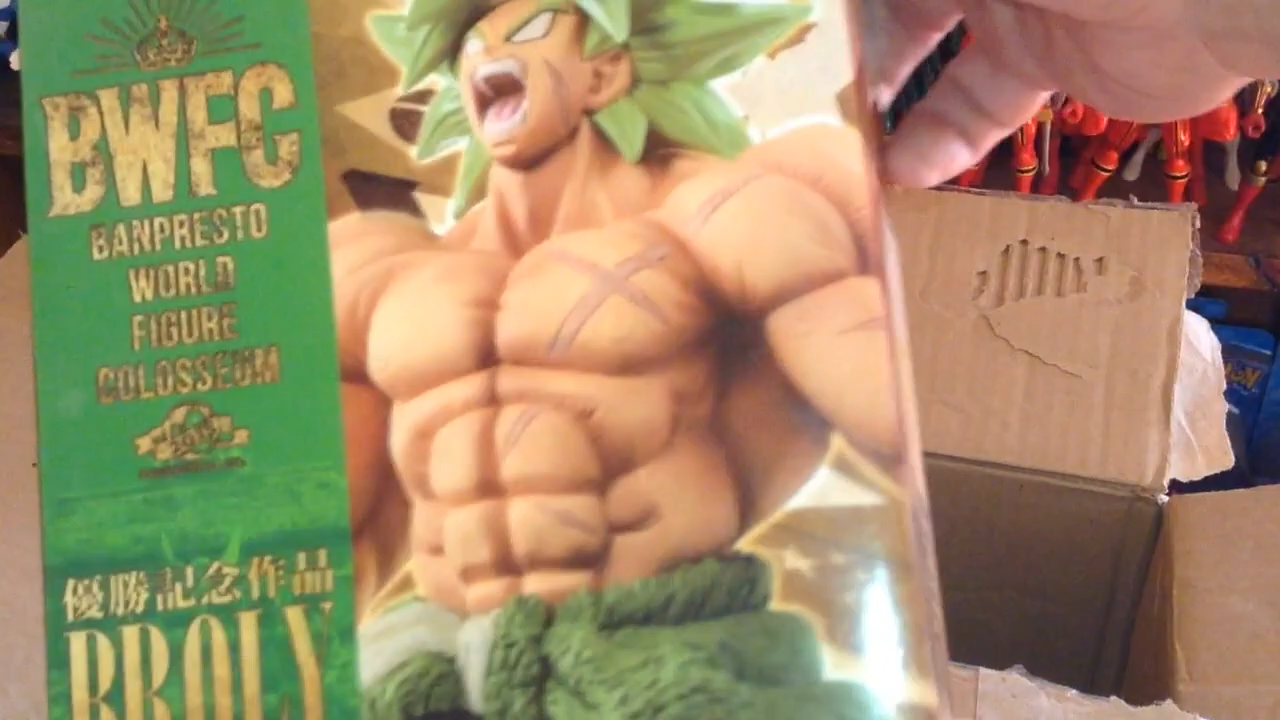 BWFC
BANPRESTO
WORLD
FIGURE
COLOSSEUM
優勝記念作品
BROLY